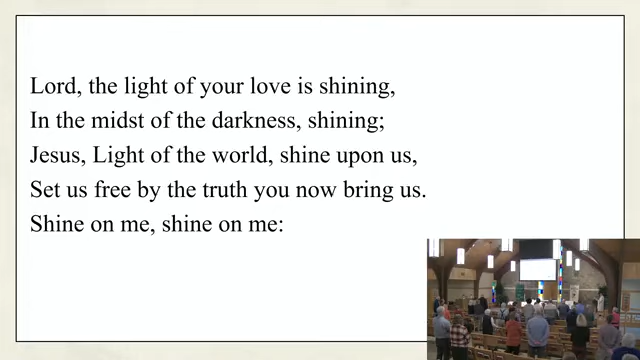 Lord, the light of your love is shining,
In the midst of the darkness, shining;
Jesus, Light of the world, shine upon us,
Set us free by the truth you now bring us.
Shine on me, shine on me: